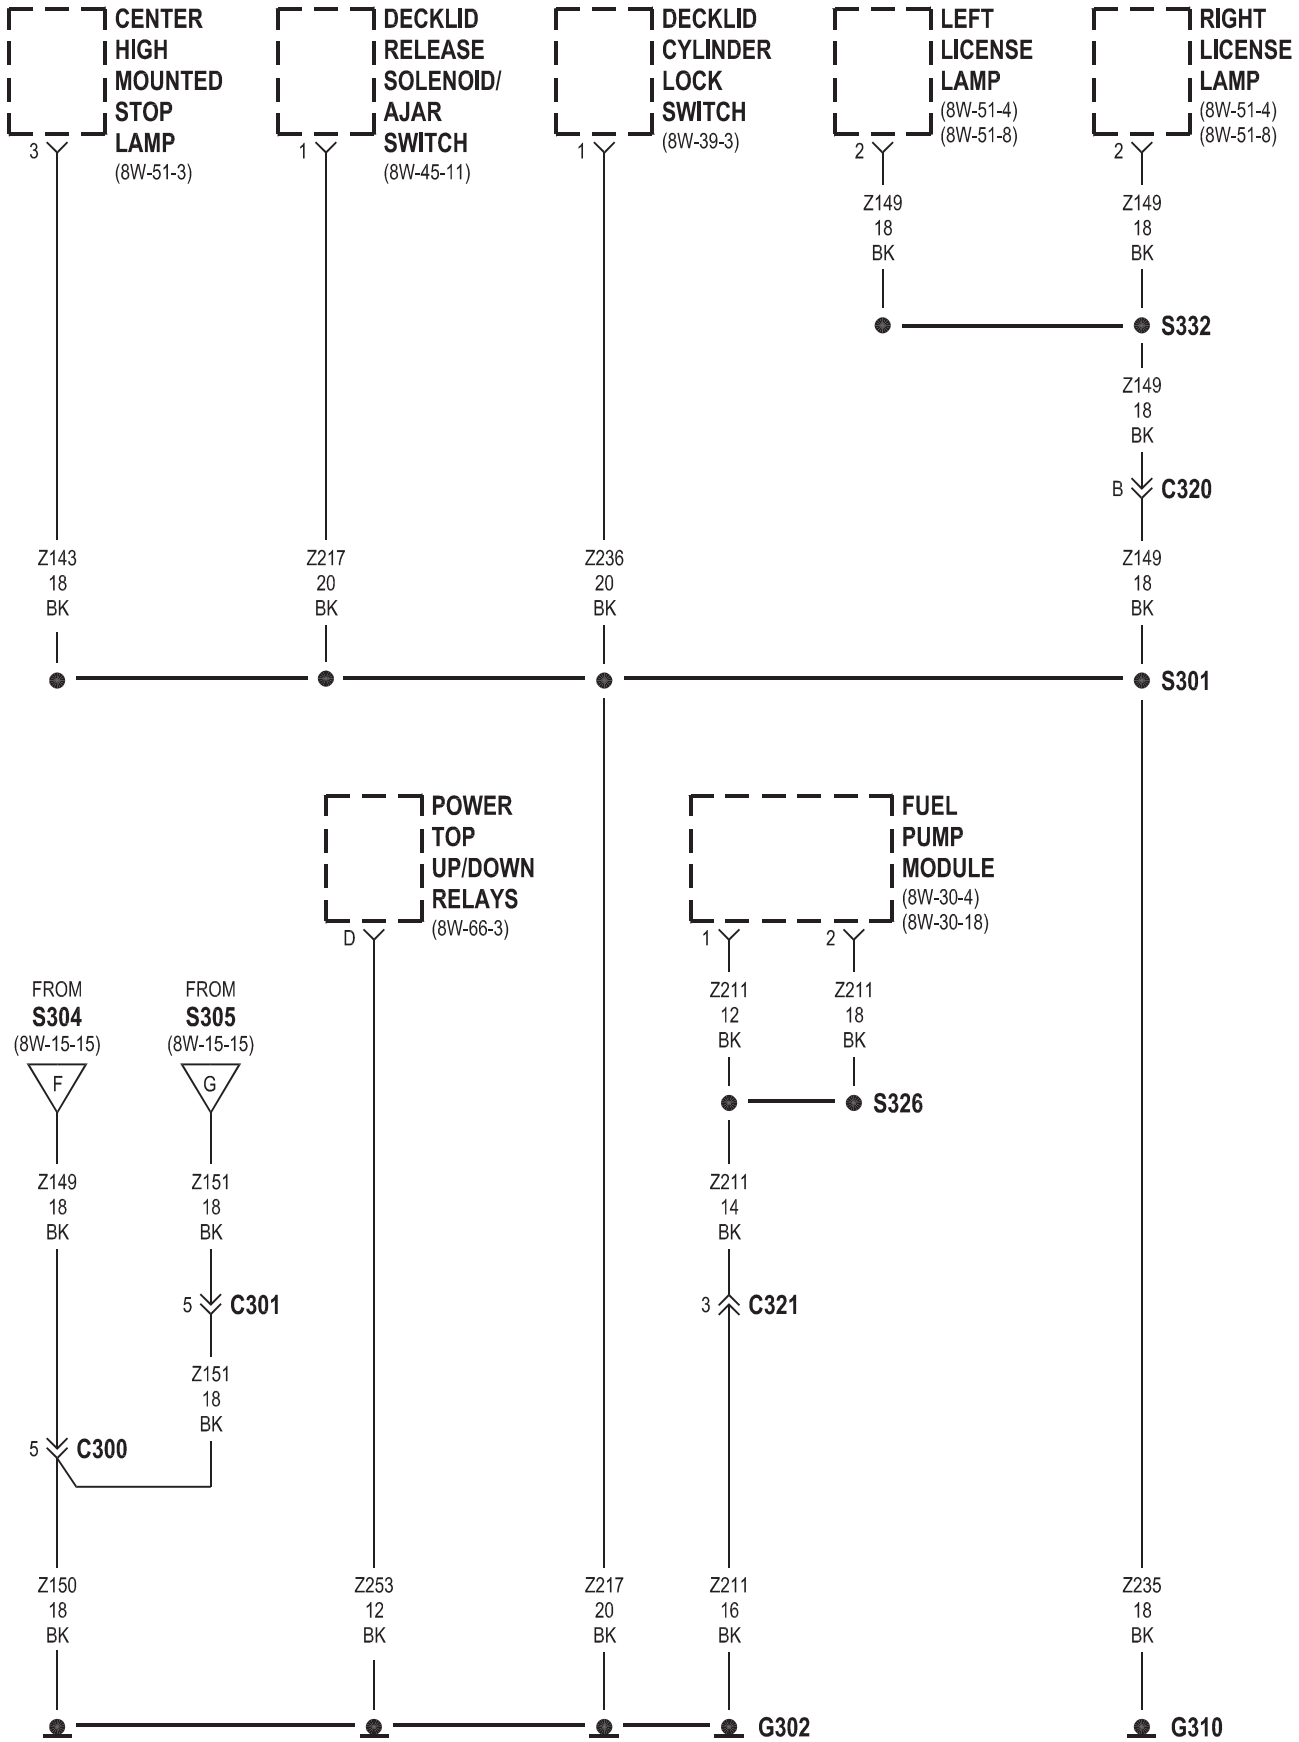 CENTER
HIGH
MOUNTED
STOP
LAMP
(8W-51-3)
3
DECKLID
RELEASE
SOLENOID/
AJAR
SWITCH
(8W-45-11)
1
DECKLID
CYLINDER
LOCK
SWITCH
(8W-39-3)
1
LEFT
LICENSE
LAMP
(8W-51-4)
(8W-51-8)
2
RIGHT
LICENSE
LAMP
(8W-51-4)
(8W-51-8)
2
Z149
18
BK
Z149
18
BK
S332
Z149
18
BK
B
C320
Z143
18
BK
Z217
20
BK
Z236
20
BK
Z149
18
BK
S301
POWER
TOP
UP/DOWN
RELAYS
(8W-66-3)
D
FUEL
PUMP
MODULE
(8W-30-4)
(8W-30-18)
1
2
FROM
S304
(8W-15-15)
F
FROM
S305
(8W-15-15)
G
Z211
12
BK
Z211
18
BK
S326
Z149
18
BK
Z151
18
BK
Z211
14
BK
5
C301
3
C321
Z151
18
BK
5
C300
Z150
18
BK
Z253
12
BK
Z217
20
BK
Z211
16
BK
Z235
18
BK
G302
G310